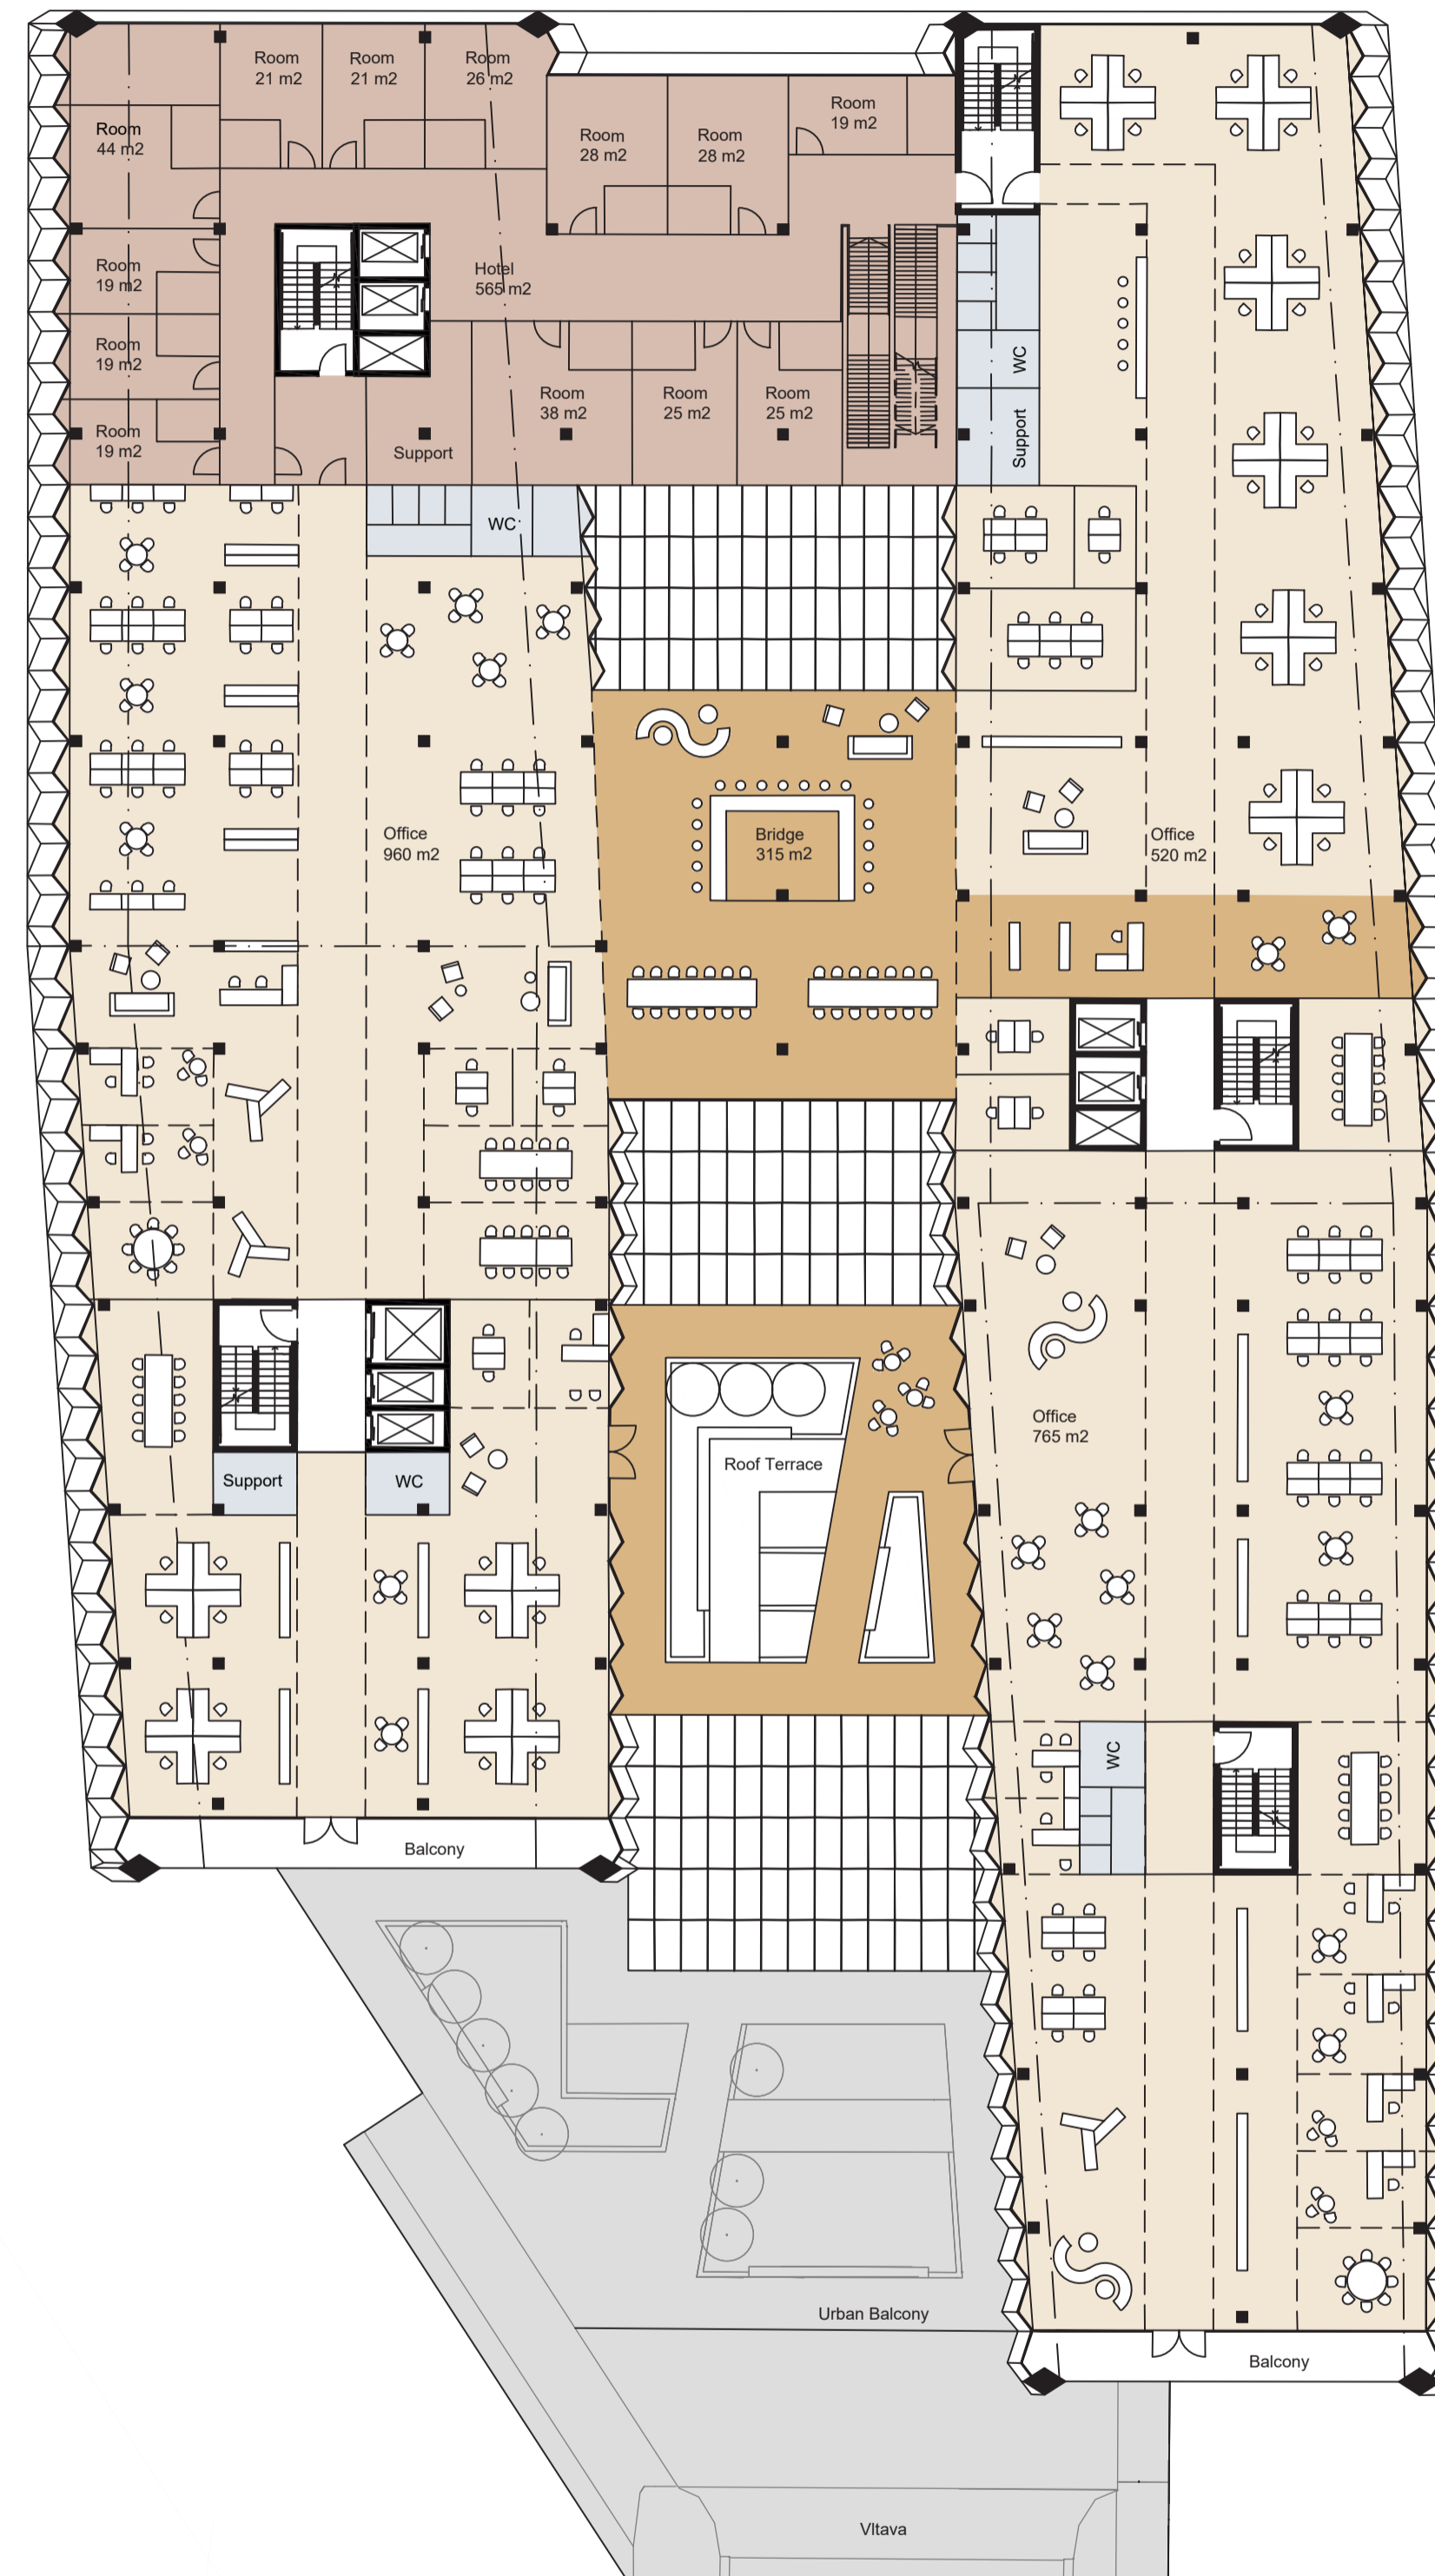 Room
21 m2
Room
21 m2
Room
26 m2
Room
19 m2
Room
44 m2
Room
28 m2
Room
28 m2
Room
19 m2
Hotel
565 m2
Room
19 m2
WC
Room
38 m2
Room
25 m2
Room
25 m2
Room
19 m2
Support
Support
WC
Office
960 m2
Bridge
315 m2
Office
520 m2
Office
765 m2
Roof Terrace
Support
WC
WC
Balcony
Urban Balcony
Balcony
Vltava